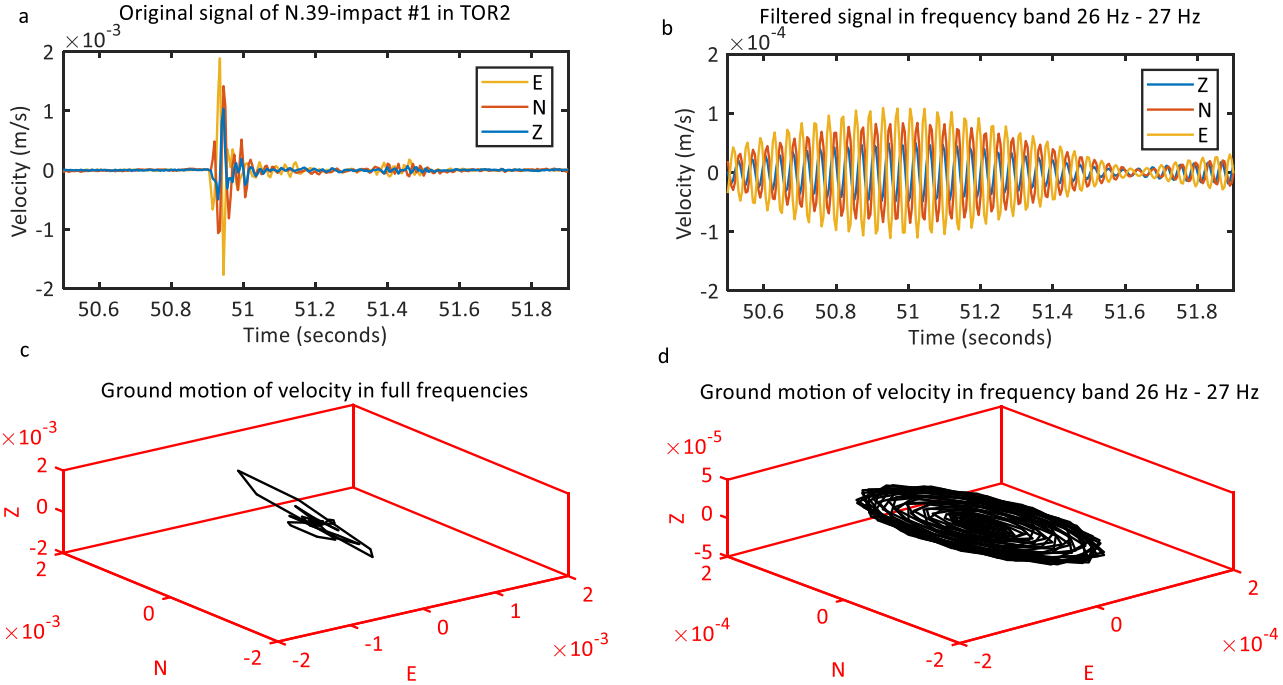 a
Original signal of N.39-impact #1 in TOR2
×10⁻³
2
1
0
-1
-2
Velocity (m/s)
E
N
Z
50.6 50.8 51 51.2 51.4 51.6 51.8
Time (seconds)
b
Filtered signal in frequency band 26 Hz - 27 Hz
×10⁻⁴
2
1
0
-1
-2
Velocity (m/s)
Z
N
E
50.6 50.8 51 51.2 51.4 51.6 51.8
Time (seconds)
c
Ground motion of velocity in full frequencies
×10⁻³
2
0
-2
Z
2
0
-2
×10⁻³
N
-2
-1
0
1
2
×10⁻³
E
d
Ground motion of velocity in frequency band 26 Hz - 27 Hz
×10⁻⁵
5
0
-5
Z
2
0
-2
×10⁻⁴
N
-2
0
2
×10⁻⁴
E